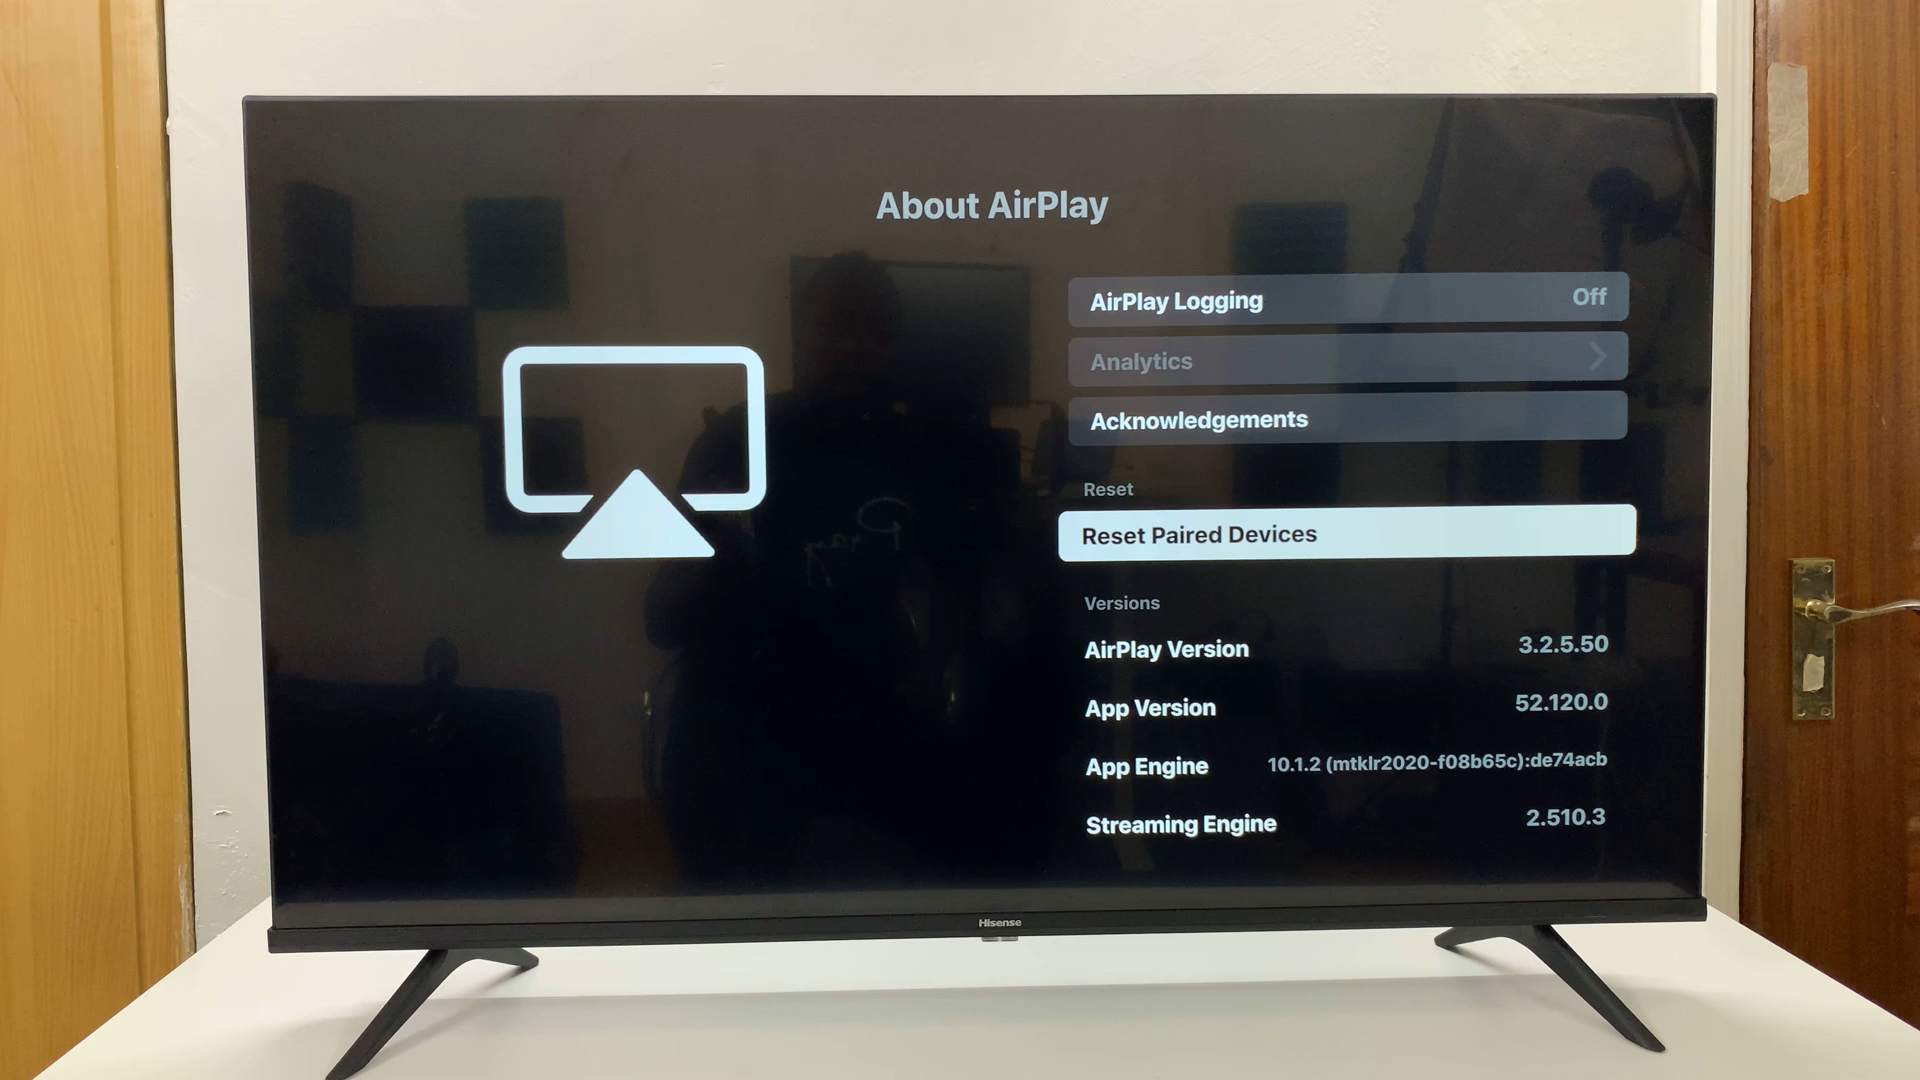 About AirPlay
AirPlay Logging Off
Analytics
Acknowledgements
Reset
Reset Paired Devices
Versions
AirPlay Version 3.2.5.50
App Version 52.120.0
App Engine 10.1.2 (mtklr2020-f08b65c):de74acb
Streaming Engine 2.510.3
Hisense